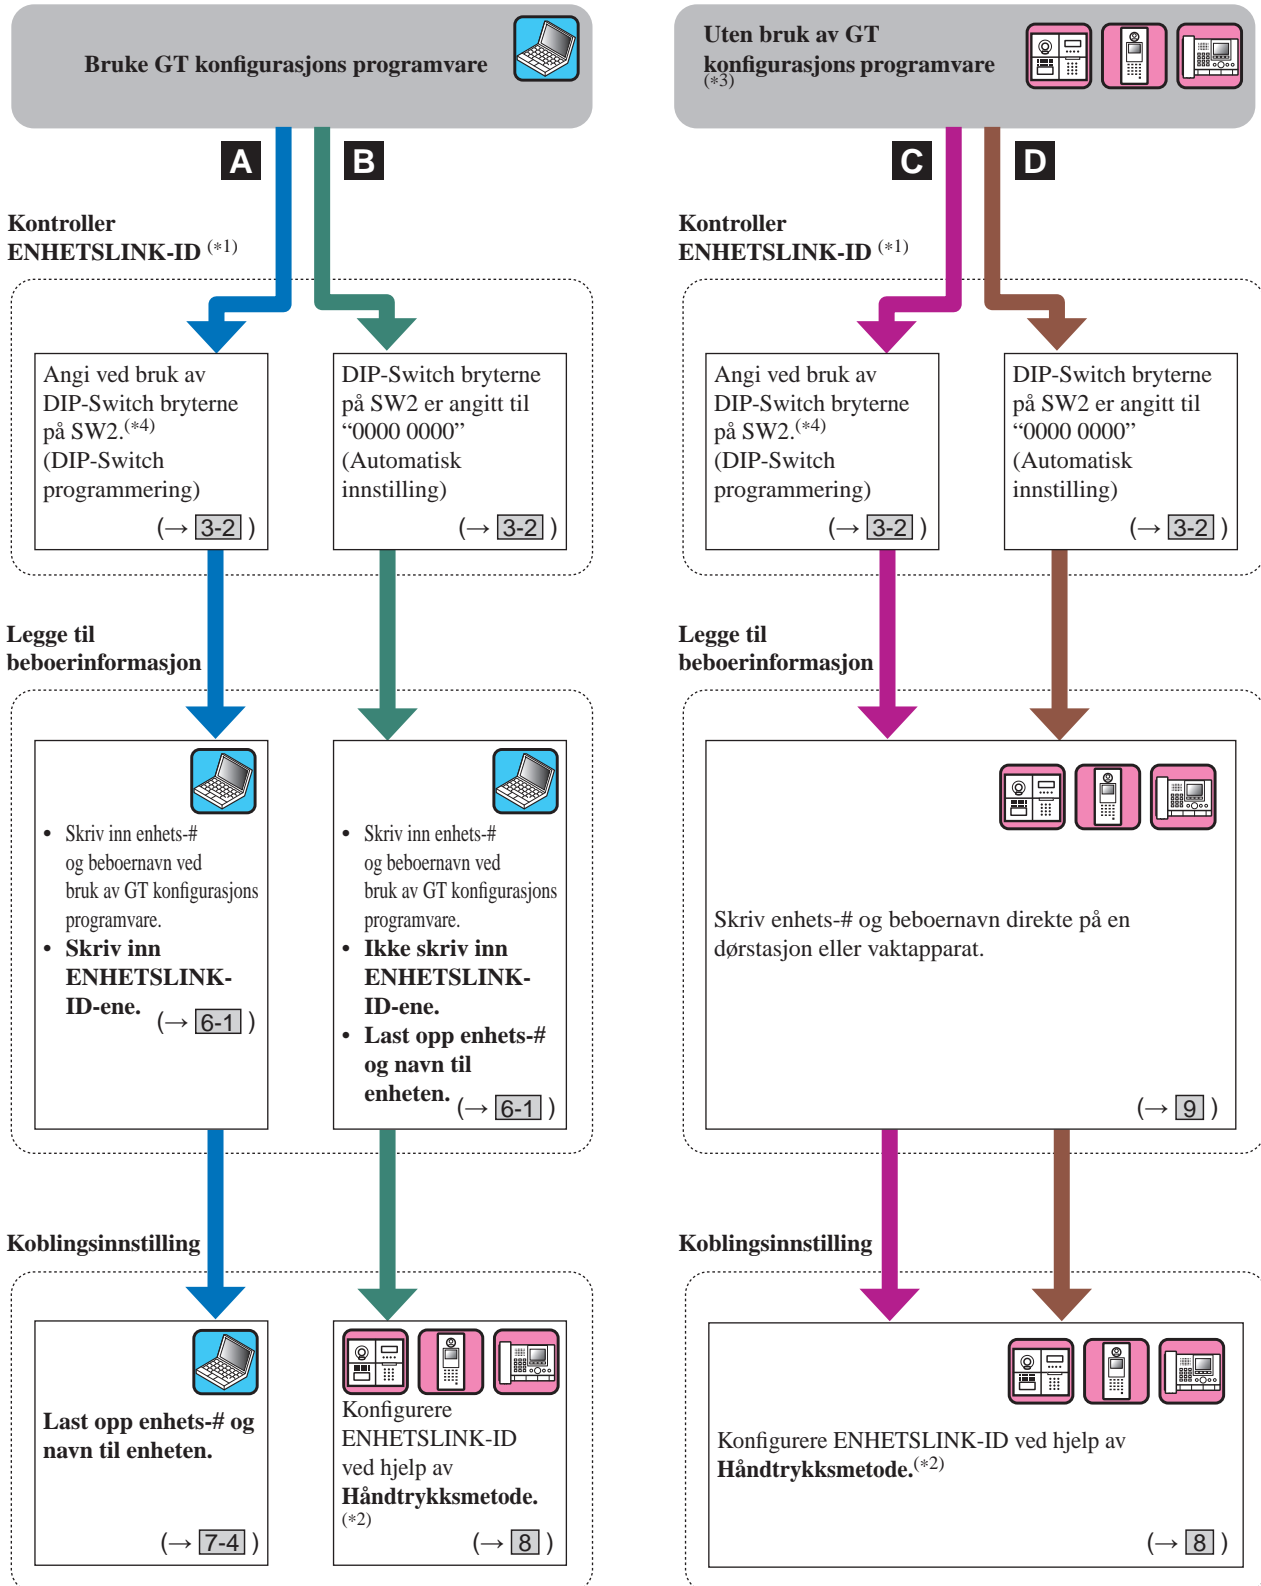 Bruke GT konfigurasjons programvare
Uten bruk av GT
konfigurasjons programvare
(*3)
A
B
C
D
Kontroller
ENHETSLINK-ID (*1)
Angi ved bruk av
DIP-Switch bryterne
på SW2.(*4)
(DIP-Switch
programmering)
(→ 3-2 )
DIP-Switch bryterne
på SW2 er angitt til
“0000 0000”
(Automatisk
innstilling)
(→ 3-2 )
Kontroller
ENHETSLINK-ID (*1)
Angi ved bruk av
DIP-Switch bryterne
på SW2.(*4)
(DIP-Switch
programmering)
(→ 3-2 )
DIP-Switch bryterne
på SW2 er angitt til
“0000 0000”
(Automatisk
innstilling)
(→ 3-2 )
Legge til
beboerinformasjon
• Skriv inn enhets-#
og beboernavn ved
bruk av GT konfigurasjons
programvare.
• Skriv inn
ENHETSLINK-
ID-ene.
(→ 6-1 )
• Skriv inn enhets-#
og beboernavn ved
bruk av GT konfigurasjons
programvare.
• Ikke skriv inn
ENHETSLINK-
ID-ene.
• Last opp enhets-#
og navn til
enheten.
(→ 6-1 )
Legge til
beboerinformasjon
Skriv enhets-# og beboernavn direkte på en
dørstasjon eller vaktapparat.
(→ 9 )
Koblingsinnstilling
Last opp enhets-# og
navn til enheten.
(→ 7-4 )
Konfigurere
ENHETSLINK-ID
ved hjelp av
Håndtrykksmetode.
(*2)
(→ 8 )
Koblingsinnstilling
Konfigurere ENHETSLINK-ID ved hjelp av
Håndtrykksmetode.(*2)
(→ 8 )